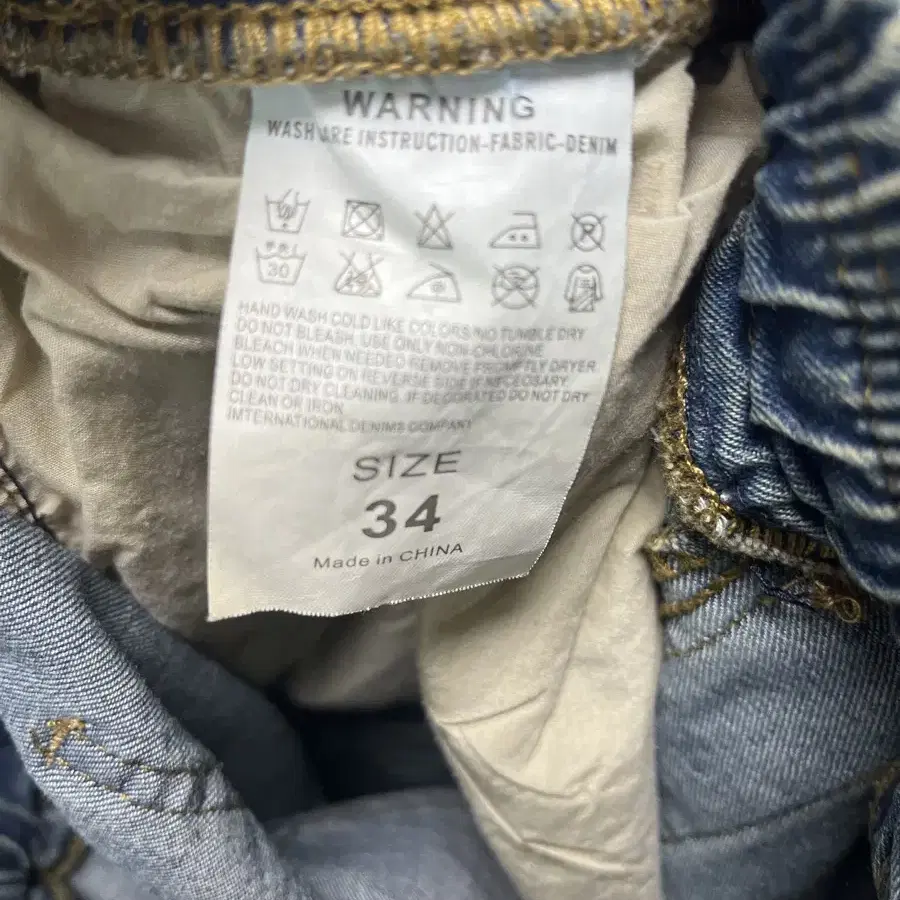 WARNING
WASH ARE INSTRUCTION-FABRIC-DENIM
30
HAND WASH COLD LIKE COLORS NO TUMBLE DRY
DO NOT BLEASH. USE ONLY NON-CHLORINE
BLEACH WHEN NEEDED REMOVE PROMPTLY DRYER
LOW SETTING ON REVERSE SIDE IF NECESSARY.
DO NOT DRY CLEANING. IF DECORATED DO NOT DRY
CLEAN OR IRON
INTERNATIONAL DENIMS COMPANY
SIZE
34
Made in CHINA